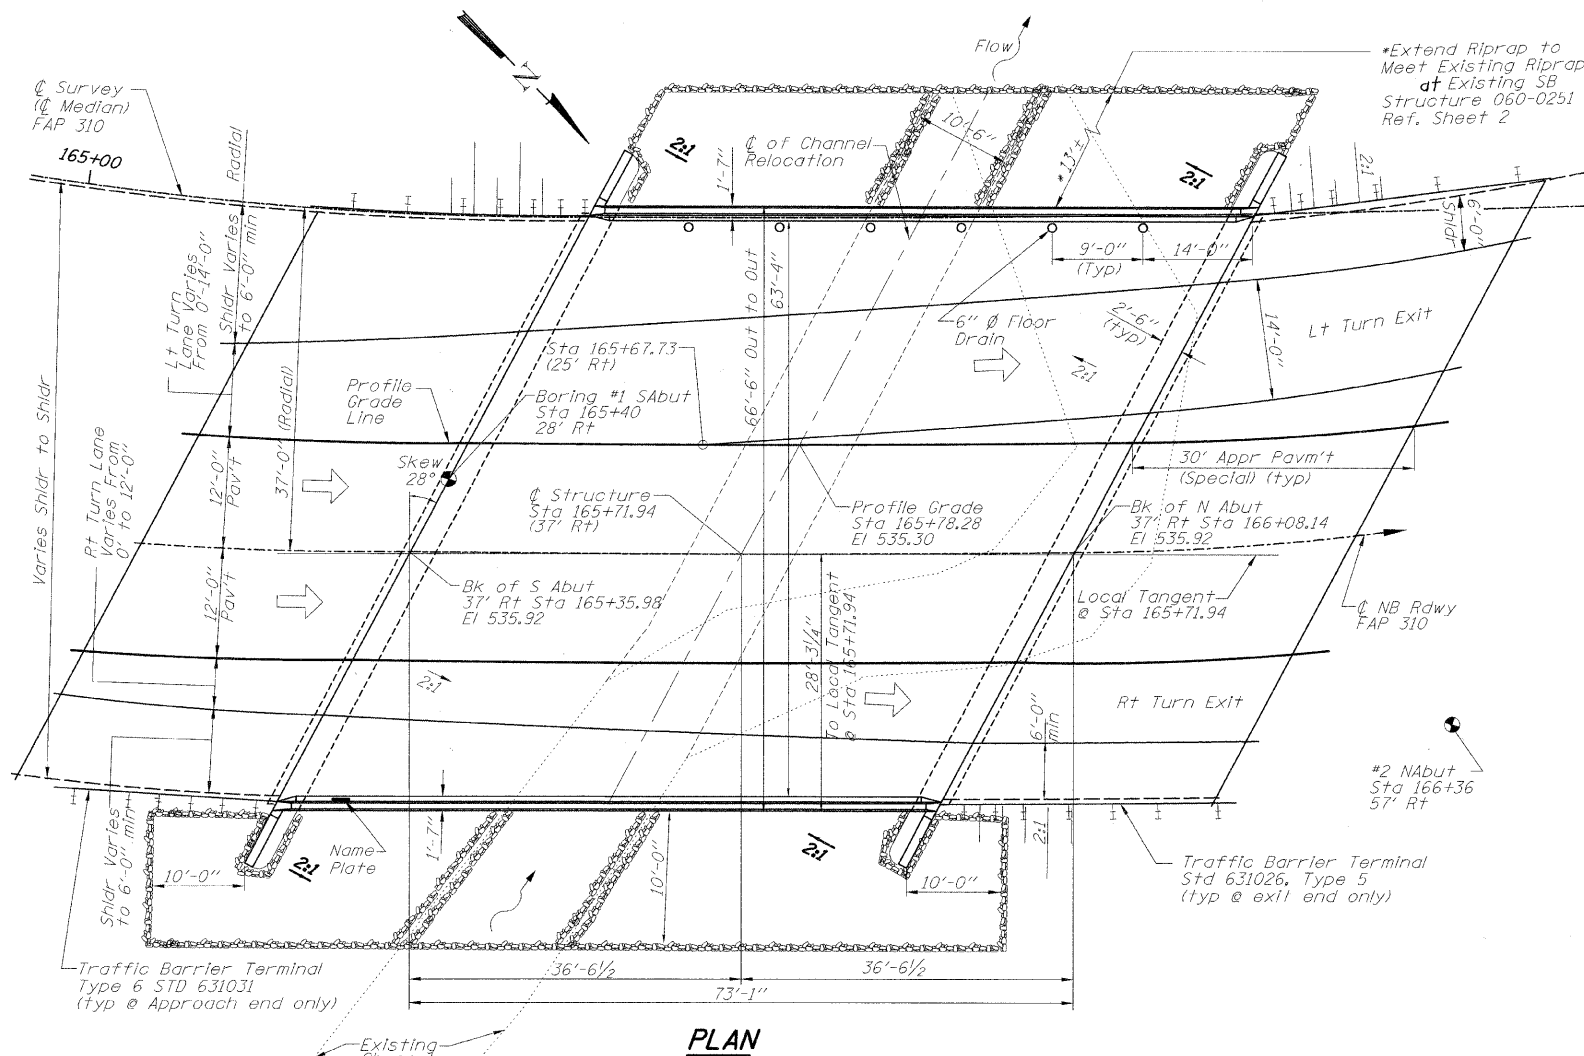 ℄ Survey
(℄ Median)
FAP 310
165+00
N
Flow
*Extend Riprap to
Meet Existing Riprap
at Existing SB
Structure 060-0251
Ref. Sheet 2
2:1
1'-7"
℄ of Channel
Relocation
10'-6"
*13'±
2:1
2:1
6'-0"
Shldr
Shldr Varies Radial
to 6'-0" min
Lt Turn
Lane Varies
From 0'-14'-0"
9'-0"
(Typ)
14'-0"
63'-4"
66'-6" Out to Out
6" Ø Floor
Drain
2'-6"
(typ)
14'-0"
Lt Turn Exit
Sta 165+67.73
(25' Rt)
2:1
Profile
Grade
Line
Boring #1 SAbut
Sta 165+40
28' Rt
37'-0" (Radial)
Varies Shldr to Shldr
Rt Turn Lane
Varies From
0' to 12'-0"
12'-0"
Pav't
Skew
28°
30' Appr Pavm't
(Special) (typ)
℄ Structure
Sta 165+71.94
(37' Rt)
Profile Grade
Sta 165+78.28
El 535.30
Bk of N Abut
37' Rt Sta 166+08.14
El 535.92
12'-0"
Pav't
Bk of S Abut
37' Rt Sta 165+35.98
El 535.92
28'-3¼"
To Local Tangent
@ Sta 165+71.94
Local Tangent
@ Sta 165+71.94
℄ NB Rdwy
FAP 310
2:1
Rt Turn Exit
6'-0"
min
#2 NAbut
Sta 166+36
57' Rt
Shldr Varies
to 6'-0" min
10'-0"
2:1
Name
Plate
1'-7"
10'-0"
2:1
10'-0"
2:1
Traffic Barrier Terminal
Std 631026, Type 5
(typ @ exit end only)
Traffic Barrier Terminal
Type 6 STD 631031
(typ @ Approach end only)
36'-6½
36'-6½
73'-1"
Existing
PLAN